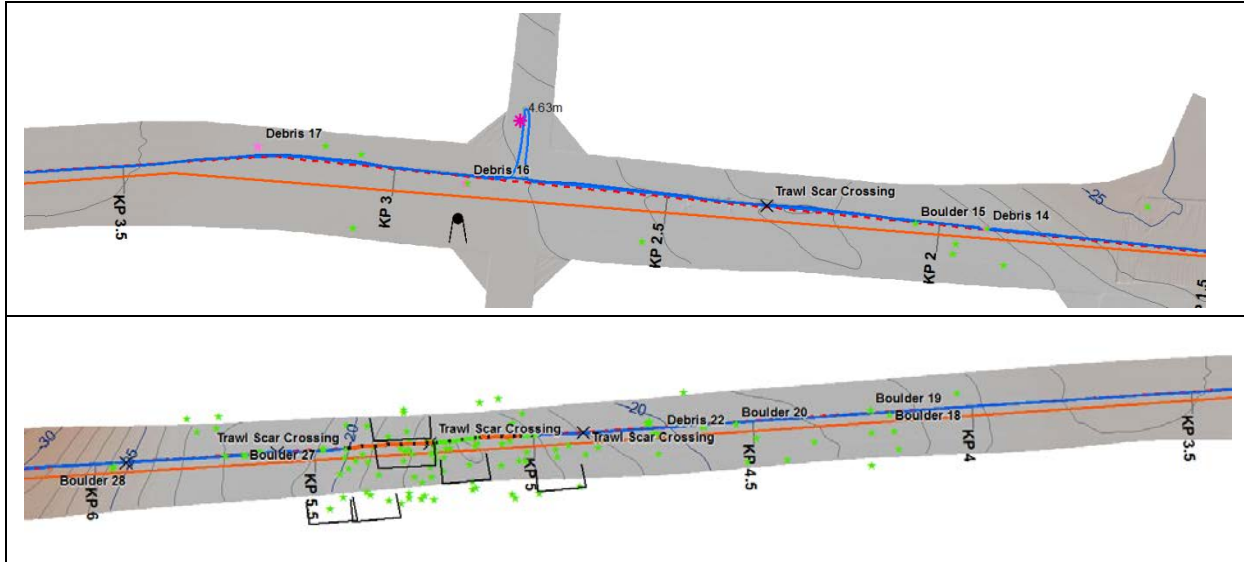 4.63m
Debris 17
Debris 16
Trawl Scar Crossing
Boulder 15
Debris 14
-25
KP 3.5
KP 3
KP 2.5
KP 2
-20
Boulder 19
Debris 22
Boulder 20
Boulder 18
Trawl Scar Crossing
Trawl Scar Crossing
Trawl Scar Crossing
-30
-20
Boulder 27
Boulder 28
KP 6
KP 5.5
KP 5
KP 4.5
KP 4
KP 3.5